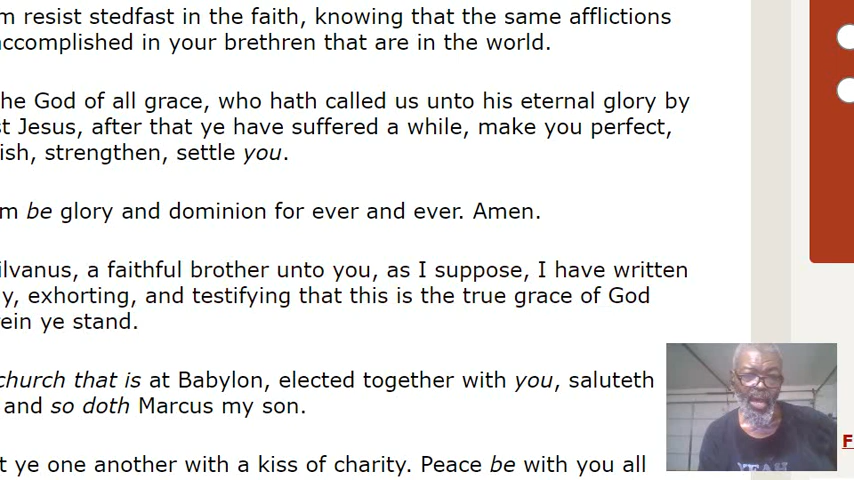 m resist stedfast in the faith, knowing that the same afflictions
accomplished in your brethren that are in the world.
he God of all grace, who hath called us unto his eternal glory by
st Jesus, after that ye have suffered a while, make you perfect,
ish, strengthen, settle you.
m be glory and dominion for ever and ever. Amen.
ilvanus, a faithful brother unto you, as I suppose, I have written
y, exhorting, and testifying that this is the true grace of God
rein ye stand.
church that is at Babylon, elected together with you, saluteth
and so doth Marcus my son.
t ye one another with a kiss of charity. Peace be with you all
YEAH
F